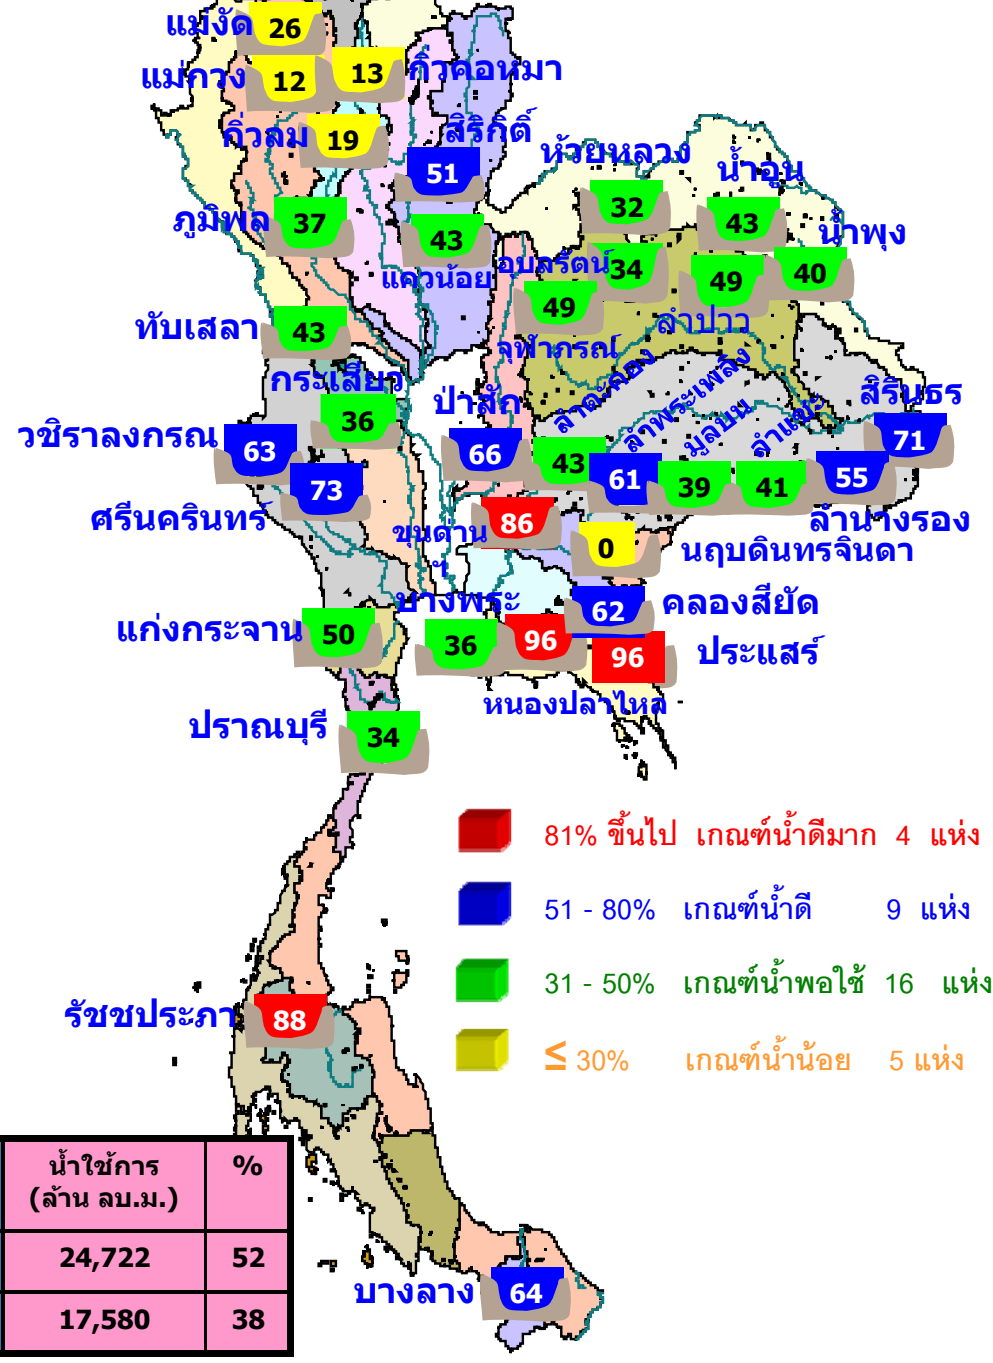 แม่งัด 26
แม่กวง 12 13 กิ่วคอหมา
กิ่วลม 19 สิริกิติ์
51 ห้วยหลวง
น้ำอูน
ภูมิพล 37 32 43 น้ำพุง
43
แควน้อย อุบลรัตน์ 34 49 40
49
ทับเสลา 43 ลำปาว
จุฬาภรณ์
กระเสียว ป่าสัก ลำตะคอง ลำพระเพลิง มูลบน ลำแชะ สิรินธร
36
วชิราลงกรณ 63 66 43 71
73 61 39 41 55
ศรีนครินทร์ ขุนด่าน 86 ลำนางรอง
ฯ 0 นฤบดินทรจินดา
บางพระ 62 คลองสียัด
แก่งกระจาน 50 36 96 96 ประแสร์
หนองปลาไหล
ปราณบุรี 34
81% ขึ้นไป เกณฑ์น้ำดีมาก 4 แห่ง
51 - 80% เกณฑ์น้ำดี 9 แห่ง
31 - 50% เกณฑ์น้ำพอใช้ 16 แห่ง
รัชชประภา 88
≤ 30% เกณฑ์น้ำน้อย 5 แห่ง
น้ำใช้การ %
(ล้าน ลบ.ม.)
24,722 52
17,580 38
บางลาง 64